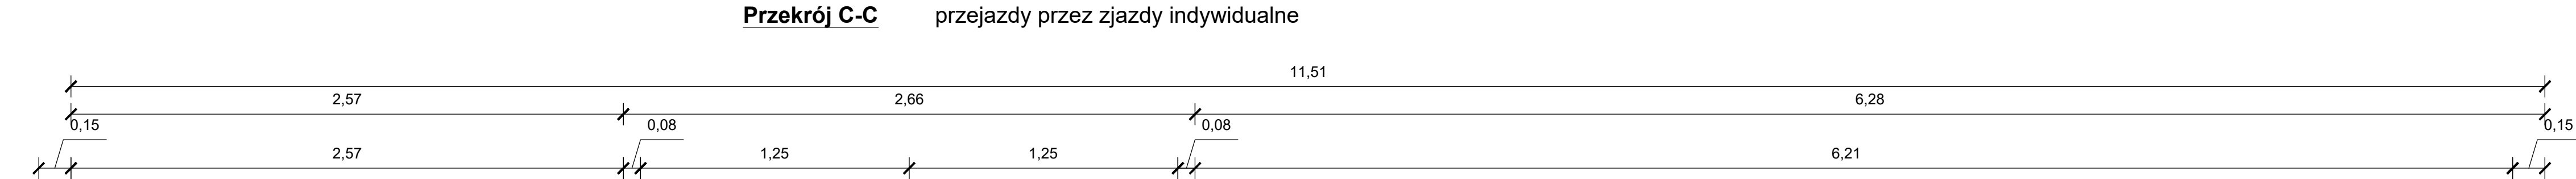 Przekrój C-C przejazdy przez zjazdy indywidualne
11,51
2,57 2,66 6,28
0,15 0,08 0,08 0,15
2,57 1,25 1,25 6,21